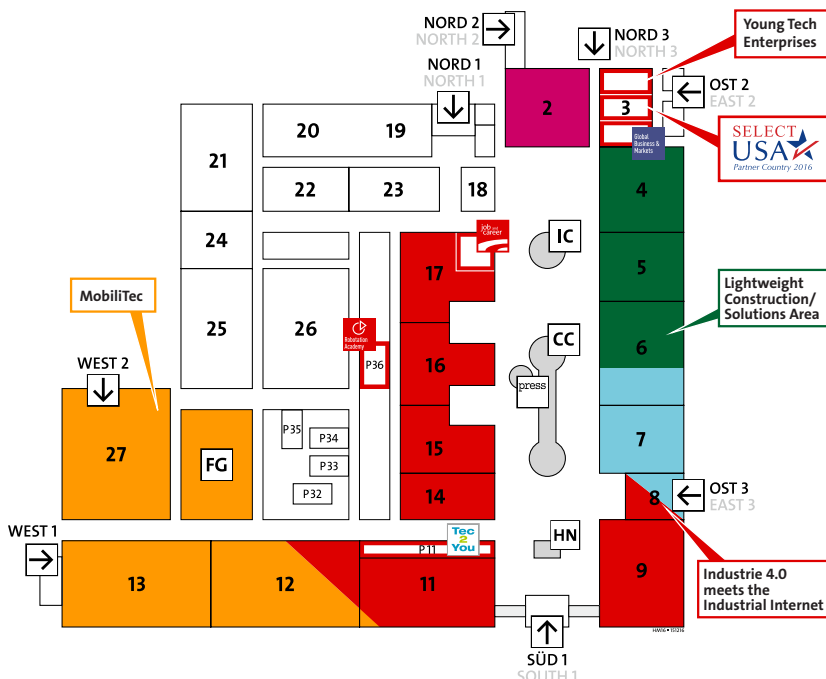 NORD 2
NORTH 2
NORD 3
NORTH 3
Young Tech
Enterprises
NORD 1
NORTH 1
OST 2
EAST 2
2
3
SELECT
USA
Partner Country 2016
Global
Business &
Markets
20
19
21
22
23
18
4
24
job and
career
IC
17
5
MobiliTec
25
26
Robotation
Academy
P36
16
CC
press
Lightweight
Construction/
Solutions Area
6
WEST 2
27
FG
P35
P34
P33
P32
15
14
7
8
OST 3
EAST 3
WEST 1
Tec
2
You
P11
HN
13
12
11
9
Industrie 4.0
meets the
Industrial Internet
HM16 • 151216
SÜD 1
SOUTH 1